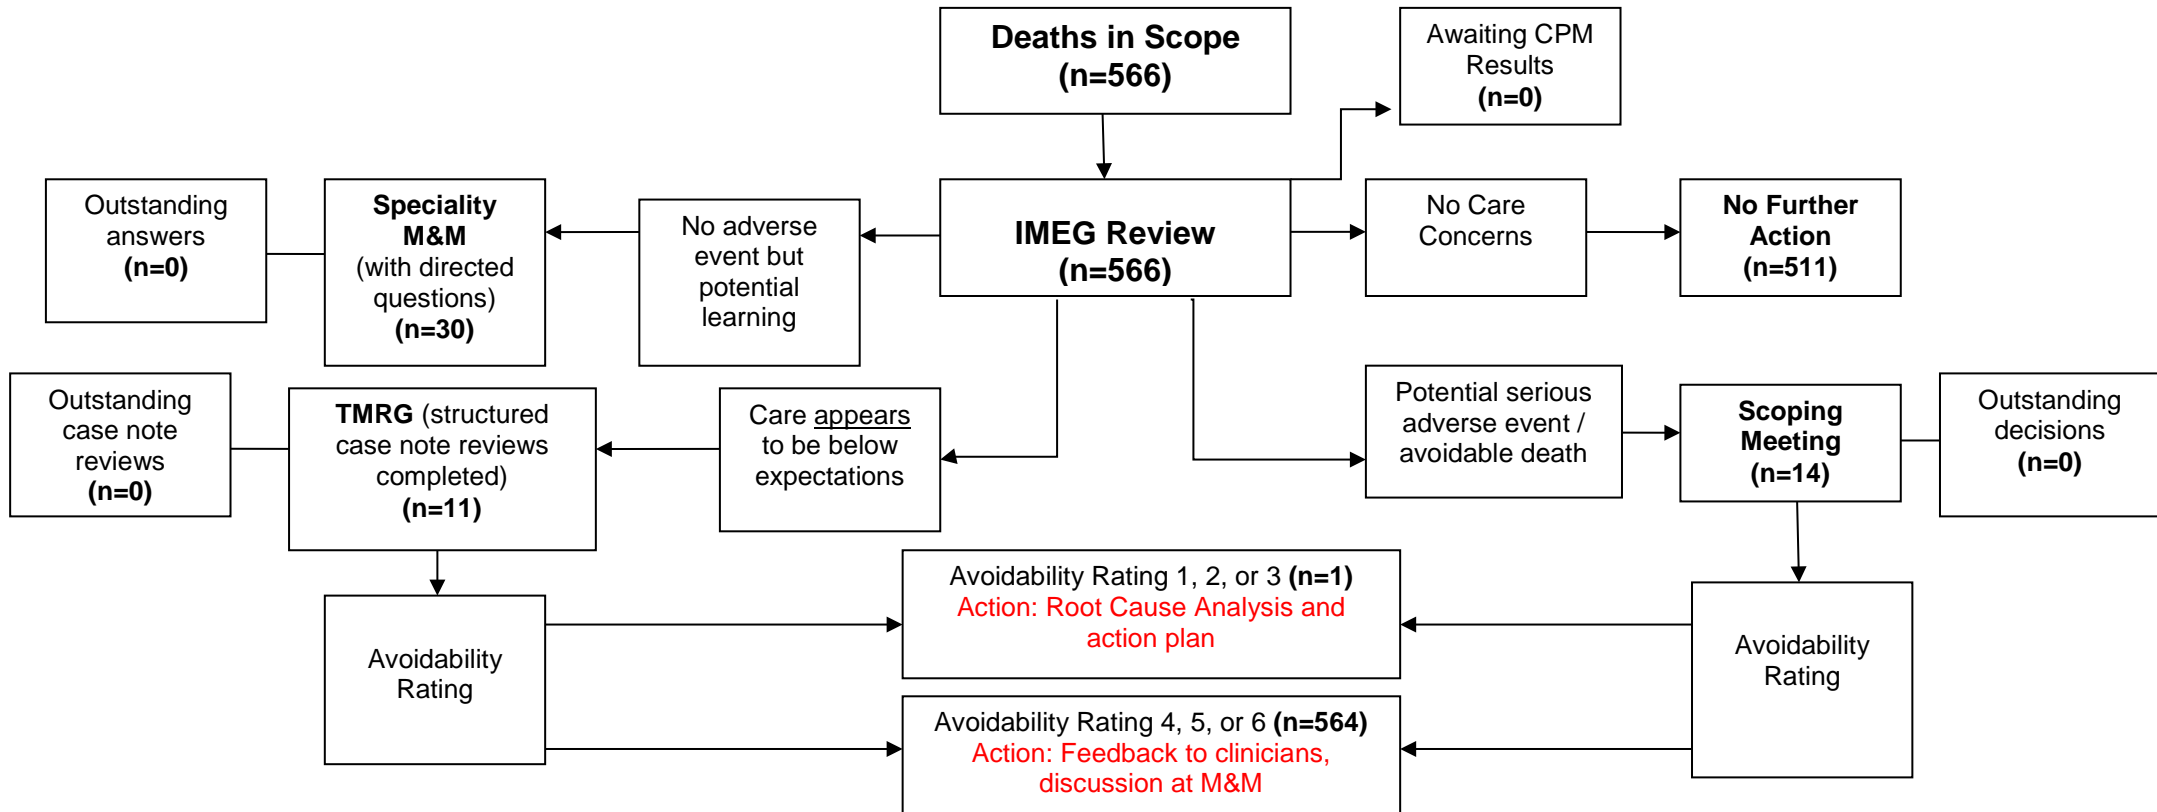 Deaths in Scope
(n=566)
Awaiting CPM
Results
(n=0)
Outstanding
answers
(n=0)
Speciality
M&M
(with directed
questions)
(n=30)
No adverse
event but
potential
learning
IMEG Review
(n=566)
No Care
Concerns
No Further
Action
(n=511)
Outstanding
case note
reviews
(n=0)
TMRG (structured
case note reviews
completed)
(n=11)
Care appears
to be below
expectations
Potential serious
adverse event /
avoidable death
Scoping
Meeting
(n=14)
Outstanding
decisions
(n=0)
Avoidability
Rating
Avoidability Rating 1, 2, or 3 (n=1)
Action: Root Cause Analysis and
action plan
Avoidability Rating 4, 5, or 6 (n=564)
Action: Feedback to clinicians,
discussion at M&M
Avoidability
Rating